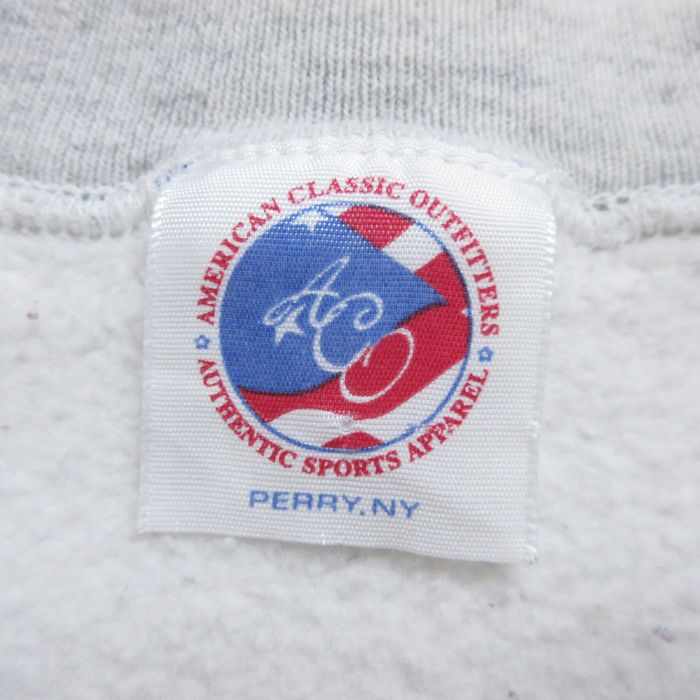 AMERICAN CLASSIC OUTFITTERS
ACO
AUTHENTIC SPORTS APPAREL
PERRY, NY